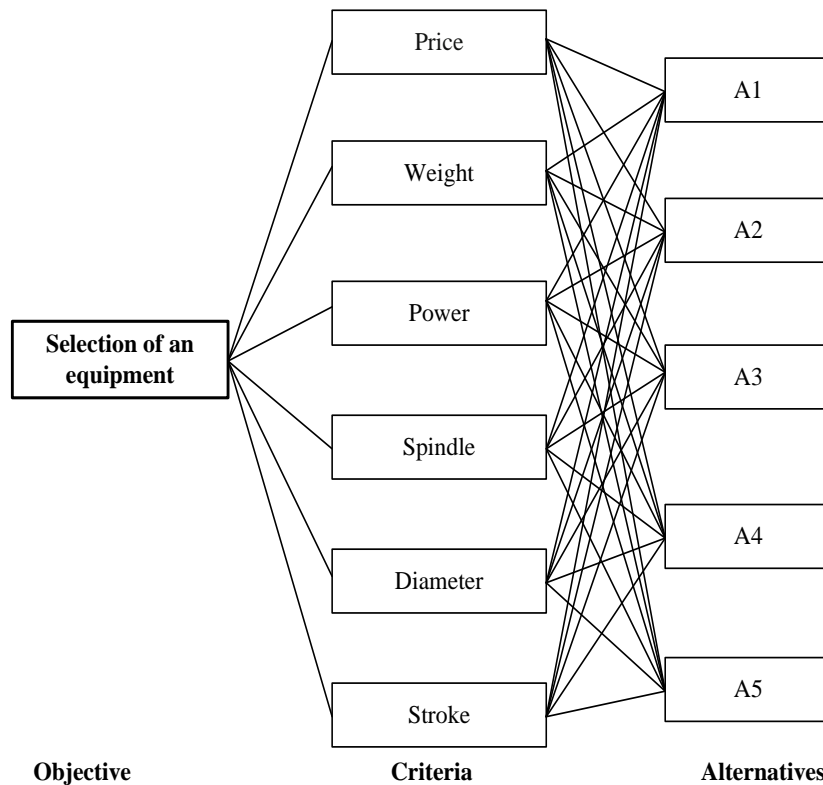 Price
Weight
Power
Spindle
Diameter
Stroke
Selection of an
equipment
A1
A2
A3
A4
A5
Objective
Criteria
Alternatives